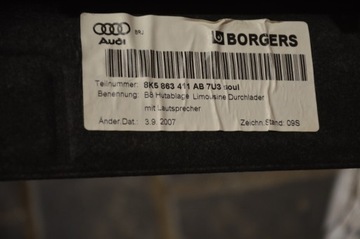 BRJ
Audi
BORGERS
Teilnummer: 8K5 863 411 AB 7U3 soul
Benennung: B8 Hutablage Limousine Durchlader
mit Lautsprecher
Änder.Dat.: 3.9. 2007 Zeichn.Stand: 09S